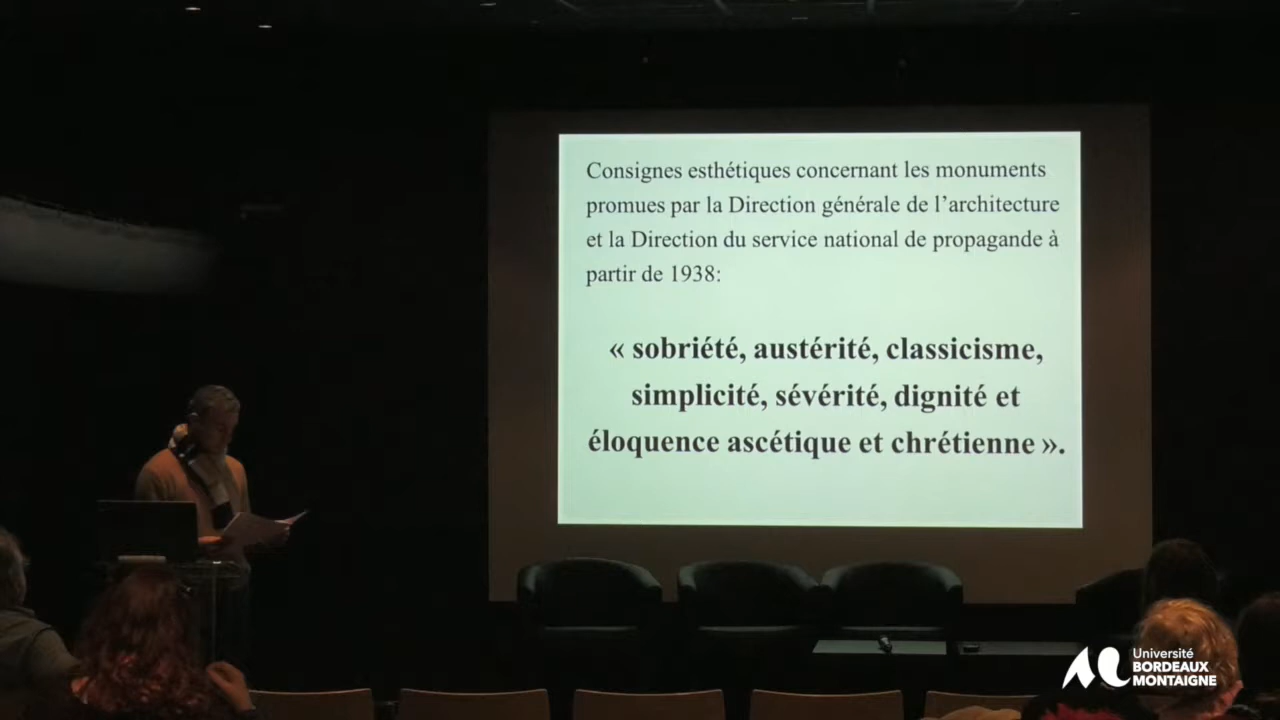 Consignes esthétiques concernant les monuments
promues par la Direction générale de l’architecture
et la Direction du service national de propagande à
partir de 1938:
« sobriété, austérité, classicisme,
simplicité, sévérité, dignité et
éloquence ascétique et chrétienne ».
Université
BORDEAUX
MONTAIGNE